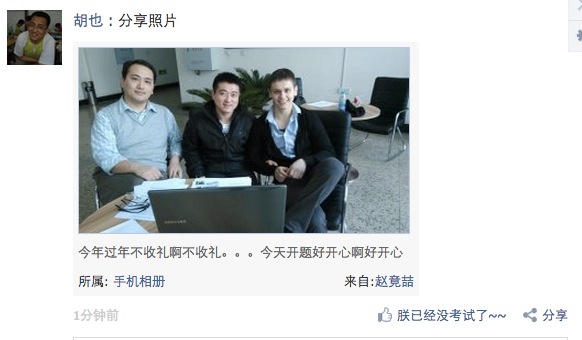 胡也：分享照片
今年过年不收礼啊不收礼。。。今天开题好开心啊好开心
所属: 手机相册 来自:赵竟喆
1分钟前 朕已经没考试了~~ 分享